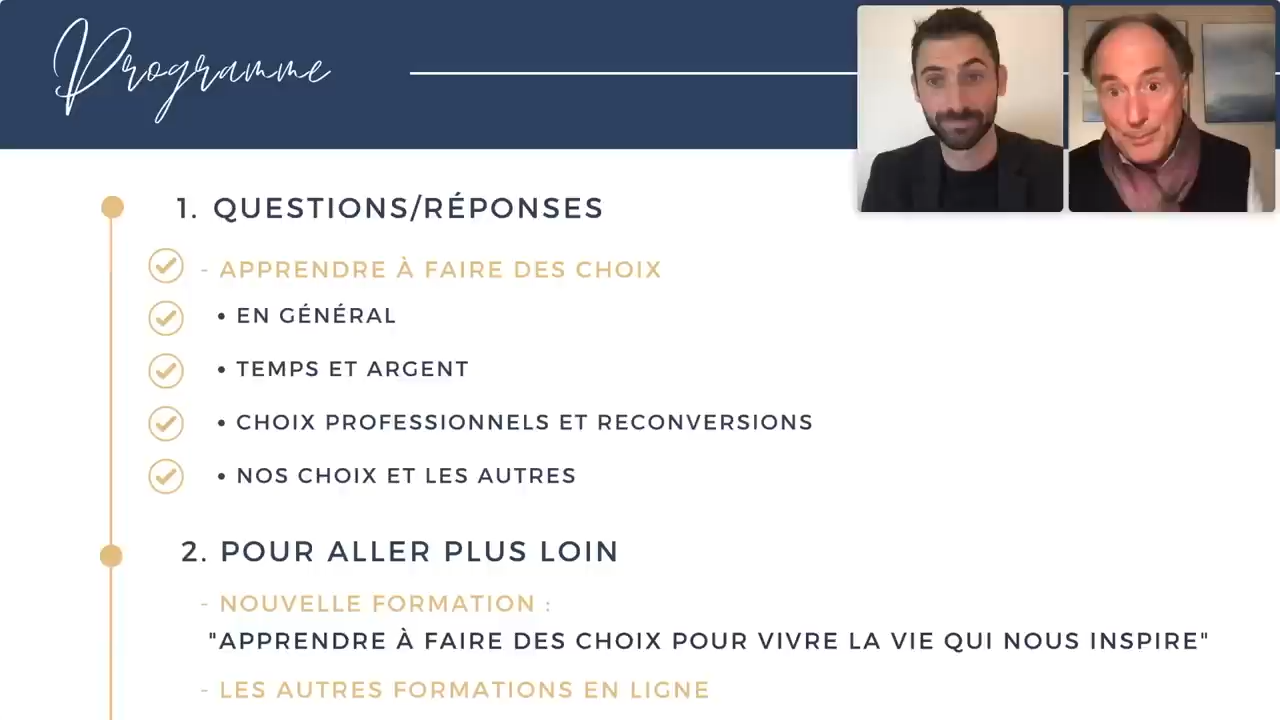 Programme
1. QUESTIONS/RÉPONSES
- APPRENDRE À FAIRE DES CHOIX
• EN GÉNÉRAL
• TEMPS ET ARGENT
• CHOIX PROFESSIONNELS ET RECONVERSIONS
• NOS CHOIX ET LES AUTRES
2. POUR ALLER PLUS LOIN
- NOUVELLE FORMATION :
"APPRENDRE À FAIRE DES CHOIX POUR VIVRE LA VIE QUI NOUS INSPIRE"
- LES AUTRES FORMATIONS EN LIGNE